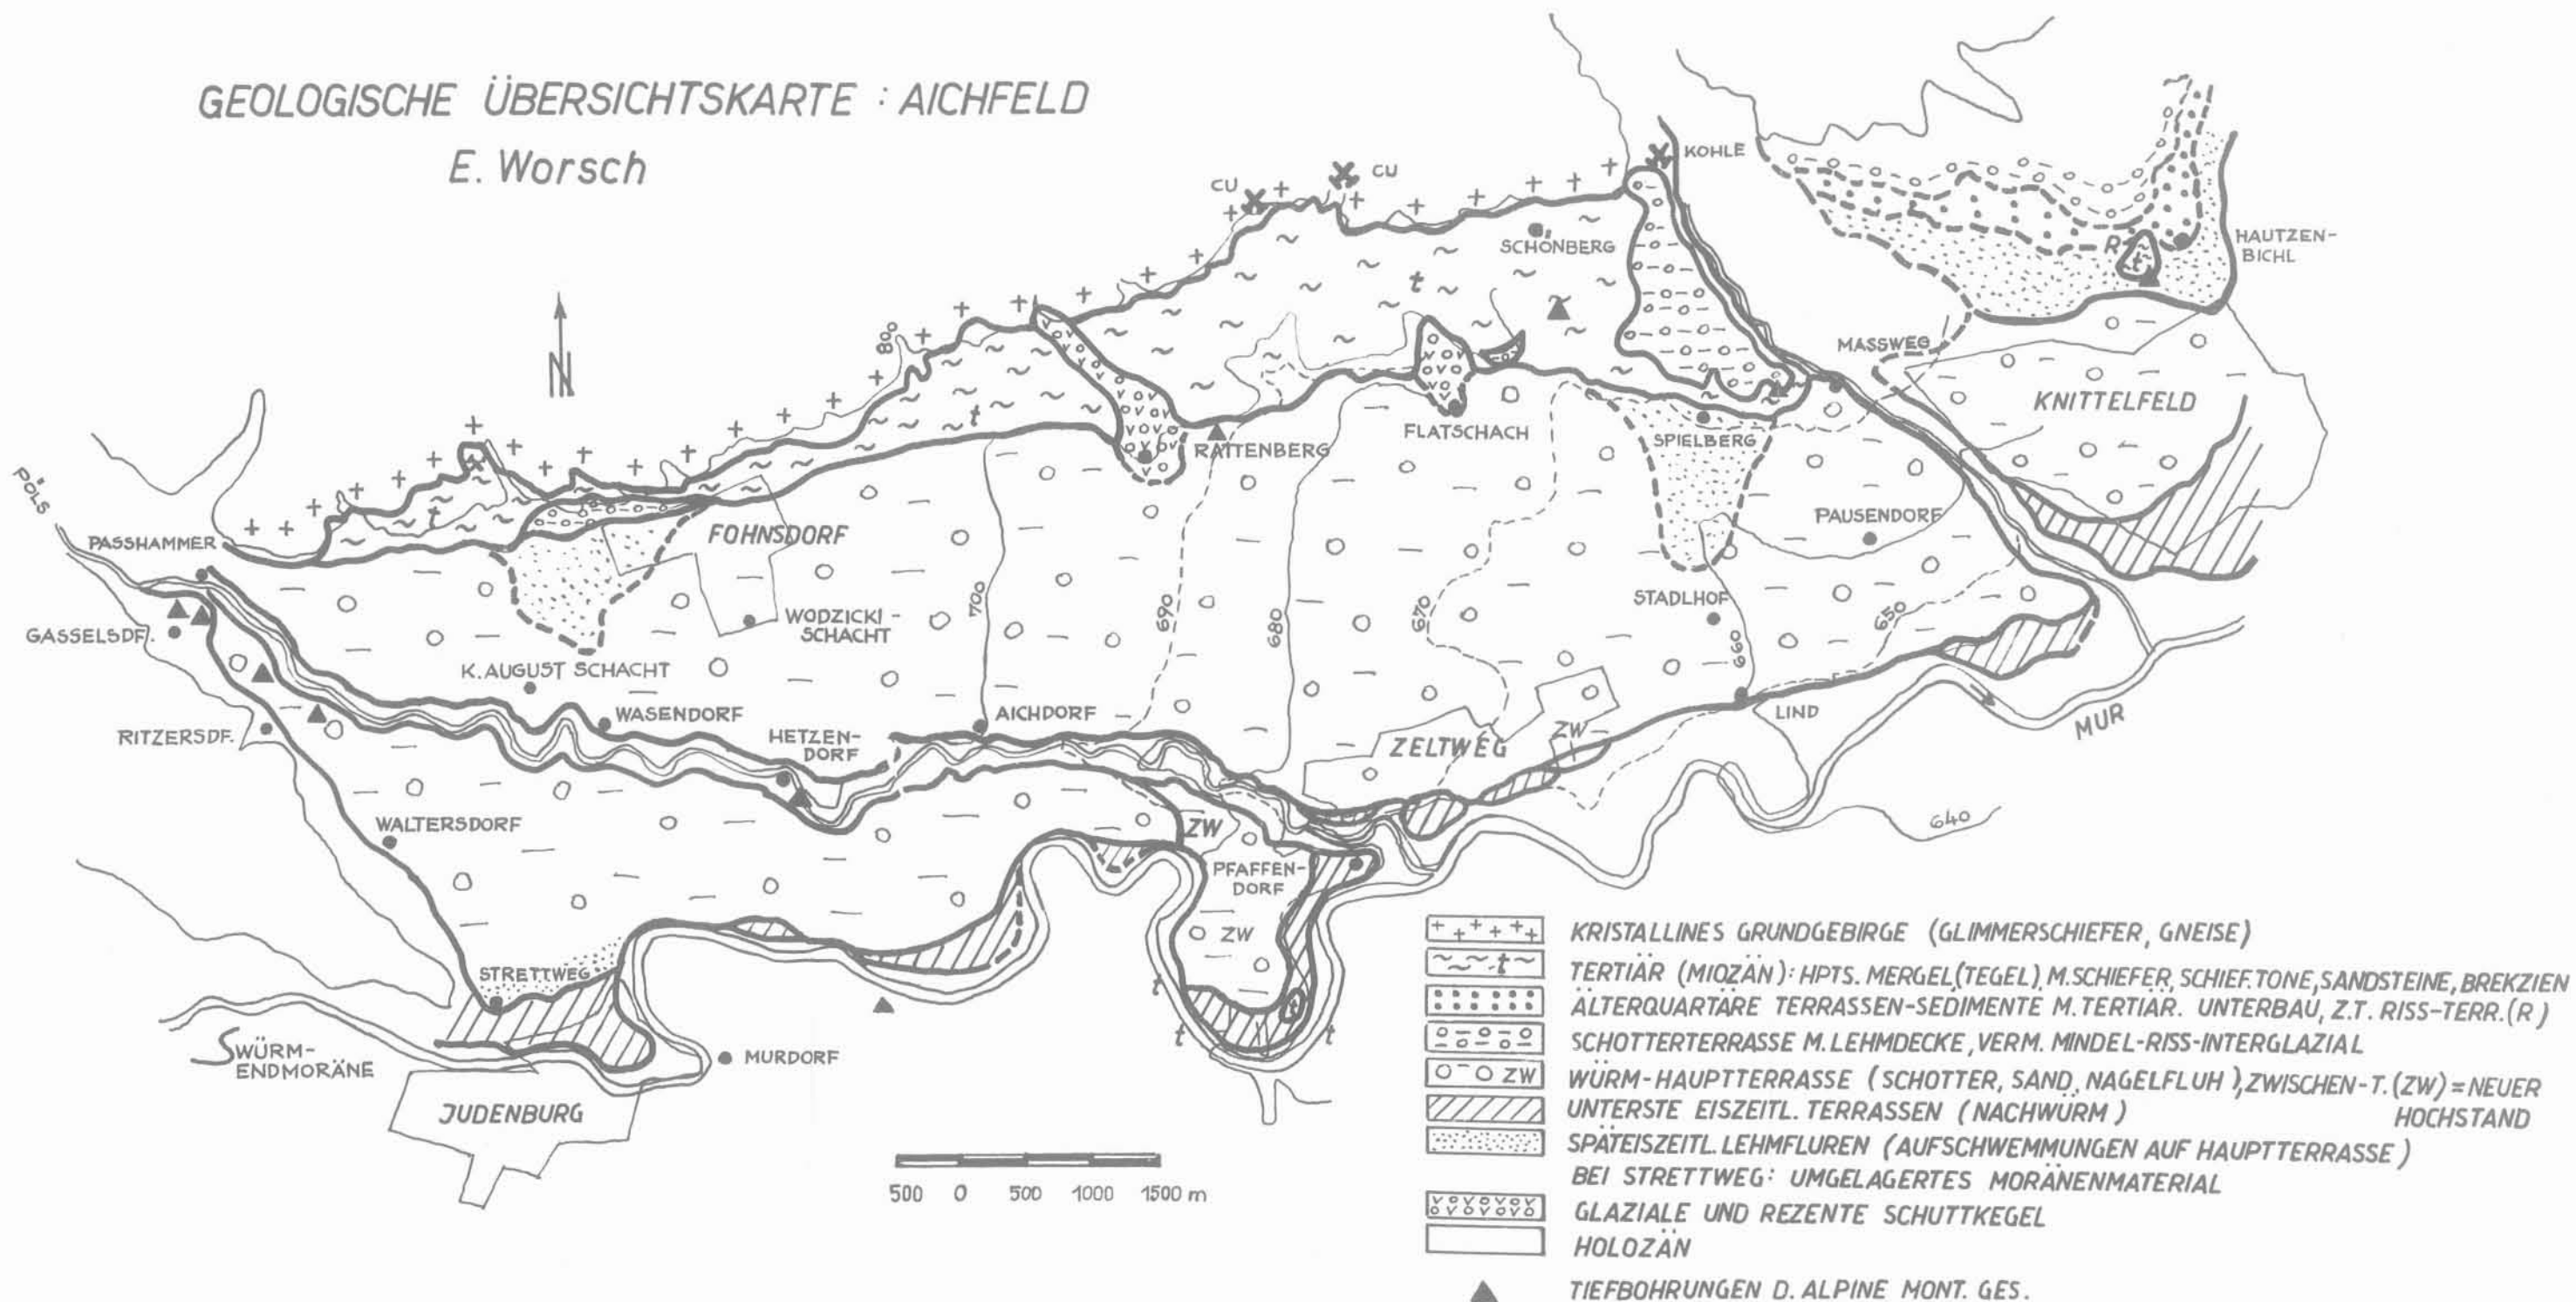 GEOLOGISCHE ÜBERSICHTSKARTE : AICHFELD
E. Worsch
CU
CU
KOHLE
SCHÖNBERG
HAUTZEN-
BICHL
R
t
t
N
800
MASSWEG
KNITTELFELD
t
RATTENBERG
FLATSCHACH
SPIELBERG
PÖLS
PASSHAMMER
t
FOHNSDORF
PAUSENDORF
GASSELSDF.
WODZICKI-
SCHACHT
700
690
680
670
660
650
STADLHOF
K. AUGUST SCHACHT
WASENDORF
AICHDORF
LIND
RITZERSDF.
HETZEN-
DORF
ZELTWEG
ZW
MUR
WALTERSDORF
ZW
640
PFAFFEN-
DORF
ZW
STRETTWEG
t
t
t
t
WÜRM-
ENDMORÄNE
MURDORF
JUDENBURG
500 0 500 1000 1500 m
KRISTALLINES GRUNDGEBIRGE (GLIMMERSCHIEFER, GNEISE)
t
TERTIÄR (MIOZÄN): HPTS. MERGEL (TEGEL), M. SCHIEFER, SCHIEF. TONE, SANDSTEINE, BREKZIEN
ÄLTERQUARTÄRE TERRASSEN-SEDIMENTE M. TERTIÄR. UNTERBAU, Z.T. RISS-TERR. (R)
SCHOTTERTERRASSE M. LEHMDECKE, VERM. MINDEL-RISS-INTERGLAZIAL
ZW
WÜRM-HAUPTTERRASSE (SCHOTTER, SAND, NAGELFLUH), ZWISCHEN-T. (ZW) = NEUER
HOCHSTAND
UNTERSTE EISZEITL. TERRASSEN (NACHWÜRM)
SPÄTEISZEITL. LEHMFLUREN (AUFSCHWEMMUNGEN AUF HAUPTTERRASSE)
BEI STRETTWEG: UMGELAGERTES MORÄNENMATERIAL
GLAZIALE UND REZENTE SCHUTTKEGEL
HOLOZÄN
TIEFBOHRUNGEN D. ALPINE MONT. GES.